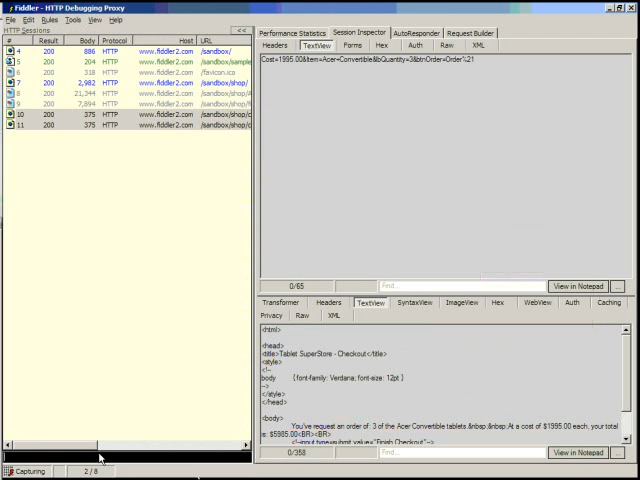 Fiddler - HTTP Debugging Proxy
File Edit Rules Tools View Help
HTTP Sessions <<
# Result Body Protocol Host URL
4 200 886 HTTP www.fiddler2.com /sandbox/
5 200 204 HTTP www.fiddler2.com /sandbox/sample
6 200 318 HTTP www.fiddler2.com /favicon.ico
7 200 2,982 HTTP www.fiddler2.com /sandbox/shop/
8 200 21,344 HTTP www.fiddler2.com /sandbox/shop/
9 200 7,894 HTTP www.fiddler2.com /sandbox/shop/
10 200 375 HTTP www.fiddler2.com /sandbox/shop/c
11 200 375 HTTP www.fiddler2.com /sandbox/shop/c
Capturing 2 / 8
Performance Statistics Session Inspector AutoResponder Request Builder
Headers TextView Forms Hex Auth Raw XML
Cost=1995.00&Item=Acer+Convertible&bQuantity=3&btnOrder=Order%21
0/65 Find... View in Notepad ...
Transformer Headers TextView SyntaxView ImageView Hex WebView Auth Caching
Privacy Raw XML
<html>
<head>
<title>Tablet SuperStore - Checkout</title>
<style>
<!--
body {font-family: Verdana; font-size: 12pt }
-->
</style>
</head>
<body>
You've request an order of: 3 of the Acer Convertible tablets.&nbsp;&nbsp;At a cost of $1995.00 each, your total
is: $5985.00<BR><BR>
<!--input type=submit value="Finish Checkout"-->
0/358 Find... View in Notepad ...